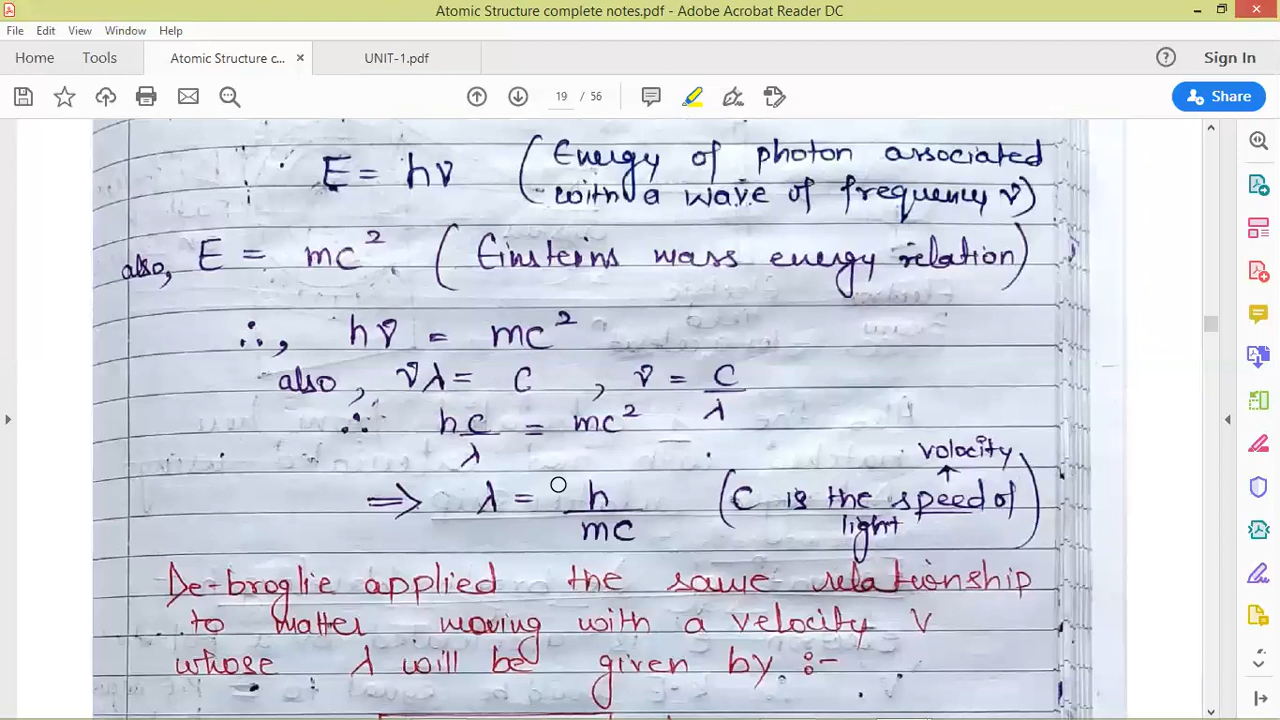 Atomic Structure complete notes.pdf - Adobe Acrobat Reader DC
File Edit View Window Help
Home Tools Atomic Structure c... × UNIT-1.pdf Sign In
19 / 56 Share
∵ E = hν (Energy of photon associated
with a wave of frequency ν)
also, E = mc² (Einsteins mass energy relation)
∴, hν = mc²
also, νλ = C , ν = C/λ
∴ hC/λ = mc²
velocity
⇒ λ = h/mc (C is the speed of
light)
De-broglie applied the same relationship
to matter moving with a velocity V
whose λ will be given by :-